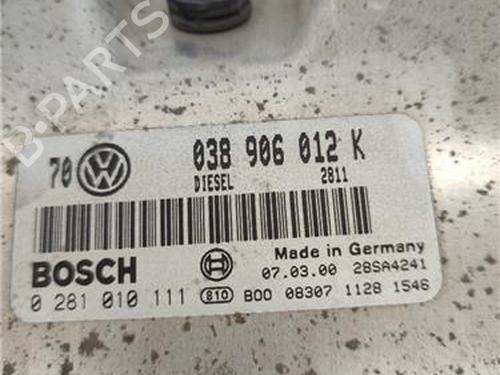 70 VW 038 906 012 K
DIESEL 2811
Made in Germany
BOSCH 07.03.00 28SA4241
0 281 010 111 810 B00 08307 1128 1546
B-PARTS